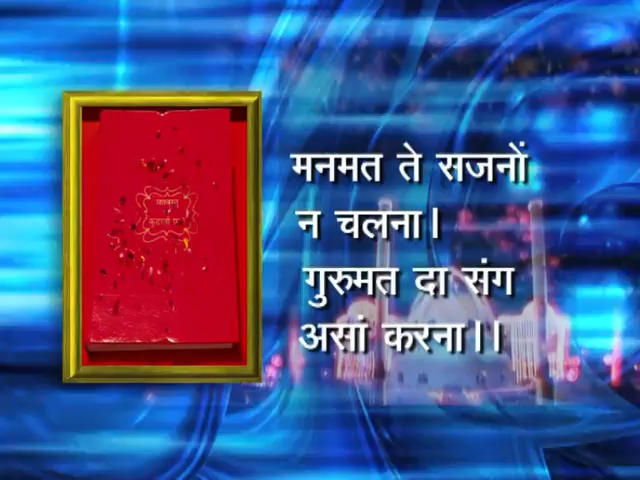 मनमत ते सजनों
न चलना।
गुरुमत दा संग
असां करना।।